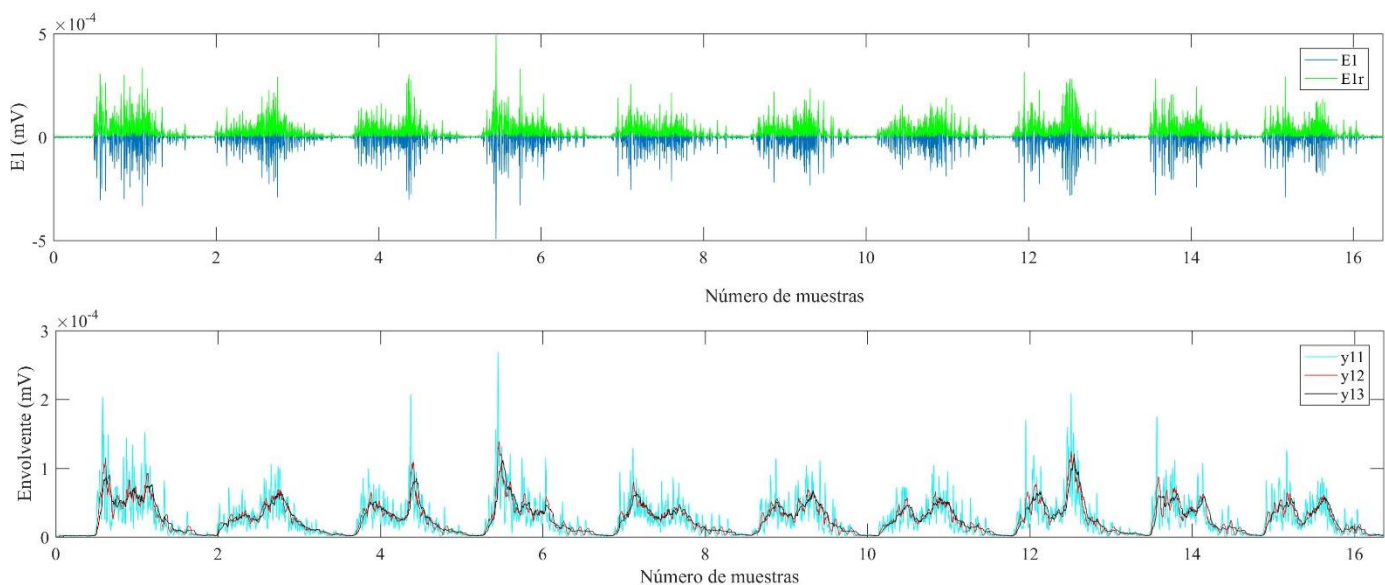 ×10⁻⁴
5
0
-5
E1 (mV)
E1
E1r
0 2 4 6 8 10 12 14 16
Número de muestras
×10⁻⁴
3
2
1
0
Envolvente (mV)
y11
y12
y13
0 2 4 6 8 10 12 14 16
Número de muestras